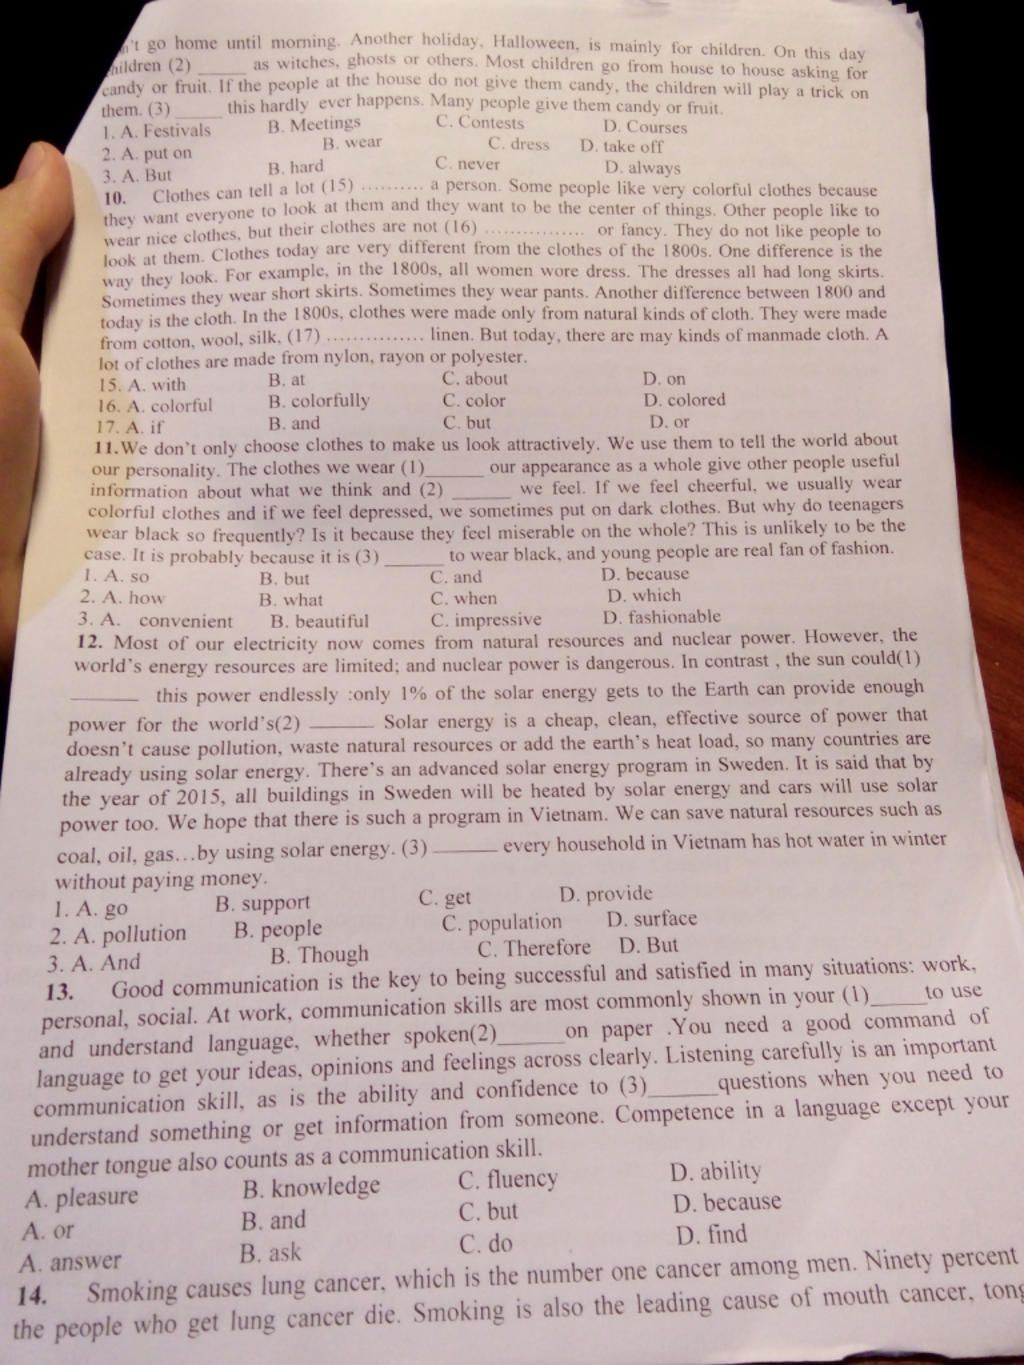 go home until morning. Another holiday, Halloween, is mainly for children. On this day
children (2) _____ as witches, ghosts or others. Most children go from house to house asking for
candy or fruit. If the people at the house do not give them candy, the children will play a trick on
them. (3) _____ this hardly ever happens. Many people give them candy or fruit.
1. A. Festivals B. Meetings C. Contests D. Courses
2. A. put on B. wear C. dress D. take off
3. A. But B. hard C. never D. always
10. Clothes can tell a lot (15) .......... a person. Some people like very colorful clothes because
they want everyone to look at them and they want to be the center of things. Other people like to
wear nice clothes, but their clothes are not (16) ................ or fancy. They do not like people to
look at them. Clothes today are very different from the clothes of the 1800s. One difference is the
way they look. For example, in the 1800s, all women wore dress. The dresses all had long skirts.
Sometimes they wear short skirts. Sometimes they wear pants. Another difference between 1800 and
today is the cloth. In the 1800s, clothes were made only from natural kinds of cloth. They were made
from cotton, wool, silk, (17) ............... linen. But today, there are may kinds of manmade cloth. A
lot of clothes are made from nylon, rayon or polyester.
15. A. with B. at C. about D. on
16. A. colorful B. colorfully C. color D. colored
17. A. if B. and C. but D. or
11.We don't only choose clothes to make us look attractively. We use them to tell the world about
our personality. The clothes we wear (1)______ our appearance as a whole give other people useful
information about what we think and (2) ______ we feel. If we feel cheerful, we usually wear
colorful clothes and if we feel depressed, we sometimes put on dark clothes. But why do teenagers
wear black so frequently? Is it because they feel miserable on the whole? This is unlikely to be the
case. It is probably because it is (3) ______ to wear black, and young people are real fan of fashion.
1. A. so B. but C. and D. because
2. A. how B. what C. when D. which
3. A. convenient B. beautiful C. impressive D. fashionable
12. Most of our electricity now comes from natural resources and nuclear power. However, the
world's energy resources are limited; and nuclear power is dangerous. In contrast , the sun could(1)
______ this power endlessly :only 1% of the solar energy gets to the Earth can provide enough
power for the world's(2) ______ Solar energy is a cheap, clean, effective source of power that
doesn't cause pollution, waste natural resources or add the earth's heat load, so many countries are
already using solar energy. There's an advanced solar energy program in Sweden. It is said that by
the year of 2015, all buildings in Sweden will be heated by solar energy and cars will use solar
power too. We hope that there is such a program in Vietnam. We can save natural resources such as
coal, oil, gas…by using solar energy. (3) ______ every household in Vietnam has hot water in winter
without paying money.
1. A. go B. support C. get D. provide
2. A. pollution B. people C. population D. surface
3. A. And B. Though C. Therefore D. But
13. Good communication is the key to being successful and satisfied in many situations: work,
personal, social. At work, communication skills are most commonly shown in your (1)_____to use
and understand language, whether spoken(2)______on paper .You need a good command of
language to get your ideas, opinions and feelings across clearly. Listening carefully is an important
communication skill, as is the ability and confidence to (3)______questions when you need to
understand something or get information from someone. Competence in a language except your
mother tongue also counts as a communication skill.
A. pleasure B. knowledge C. fluency D. ability
A. or B. and C. but D. because
A. answer B. ask C. do D. find
14. Smoking causes lung cancer, which is the number one cancer among men. Ninety percent
the people who get lung cancer die. Smoking is also the leading cause of mouth cancer,